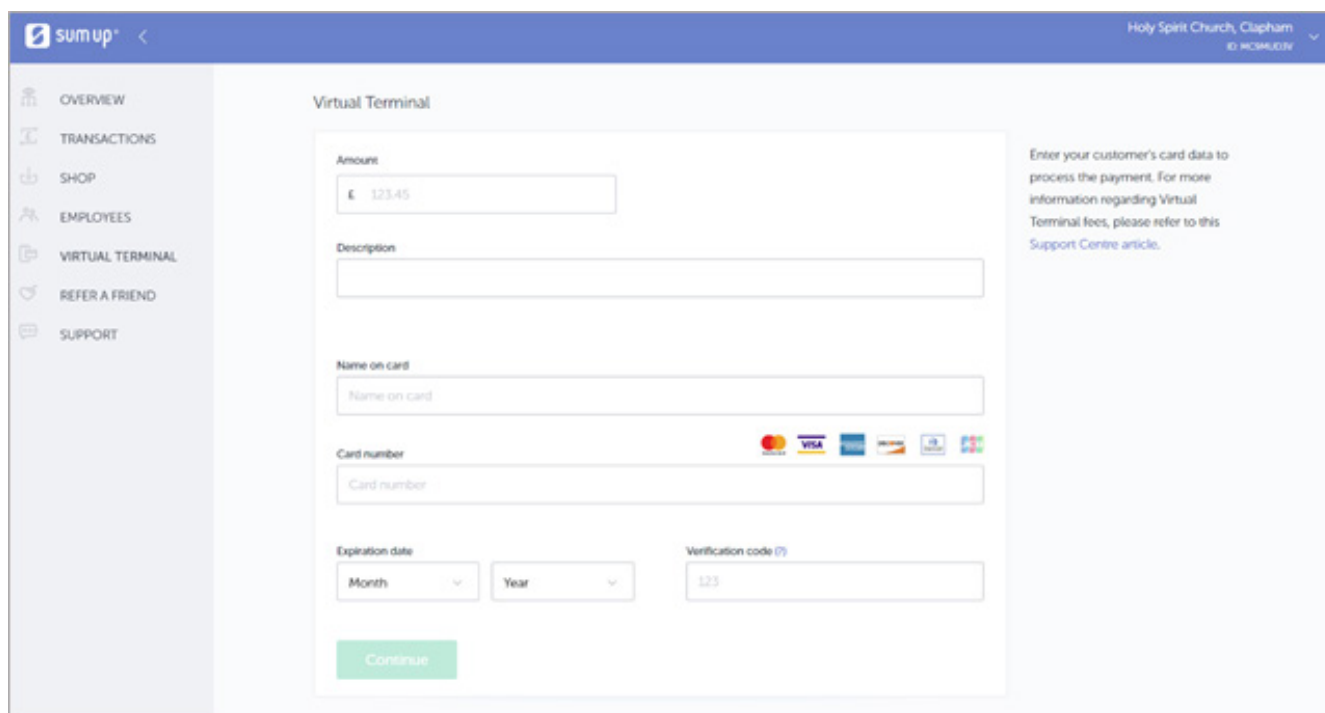 sumup®
Holy Spirit Church, Clapham
OVERVIEW
TRANSACTIONS
SHOP
EMPLOYEES
VIRTUAL TERMINAL
REFER A FRIEND
SUPPORT
Virtual Terminal
Amount
£ 123.45
Description
Name on card
Name on card
VISA
Card number
Card number
Expiration date
Month
Year
Verification code (?)
123
Continue
Enter your customer's card data to
process the payment. For more
information regarding Virtual
Terminal fees, please refer to this
Support Centre article.